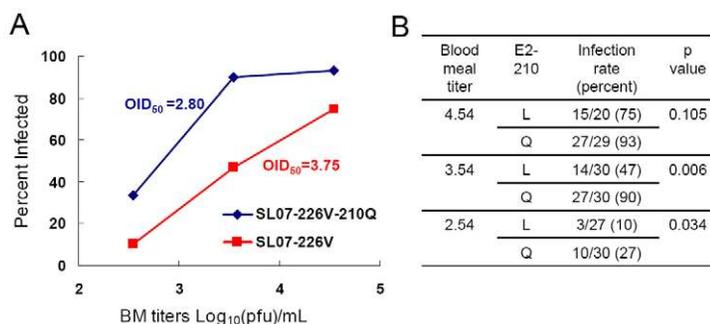 A
100
80
60
40
20
0
Percent Infected
OID50=2.80
OID50=3.75
SL07-226V-210Q
SL07-226V
2 3 4 5
BM titers Log10(pfu)/mL
B
Blood meal titer E2-210 Infection rate (percent) p value
4.54 L 15/20 (75) 0.105
Q 27/29 (93)
3.54 L 14/30 (47) 0.006
Q 27/30 (90)
2.54 L 3/27 (10) 0.034
Q 10/30 (27)